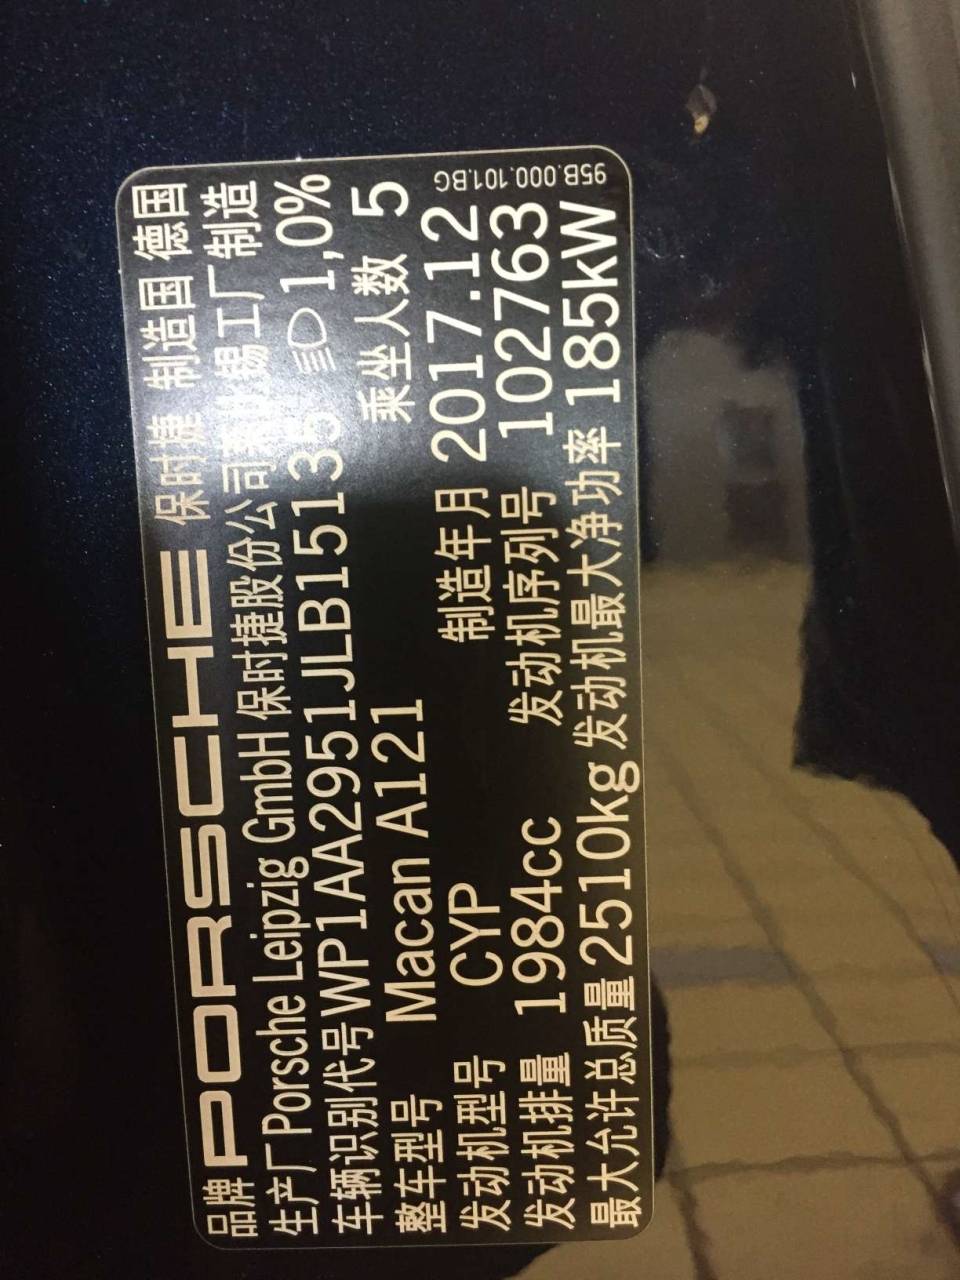 品牌 PORSCHE 保时捷 制造国 德国
生产厂 Porsche Leipzig GmbH 保时捷股份公司莱比锡工厂制造
车辆识别代号 WP1AA2951JLB15135 1,0%
整车型号 Macan A121 乘坐人数 5
发动机型号 CYP 制造年月 2017.12
发动机排量 1984cc 发动机序列号 102763
最大允许总质量 2510kg 发动机最大净功率 185kW
95B.000.101.BG